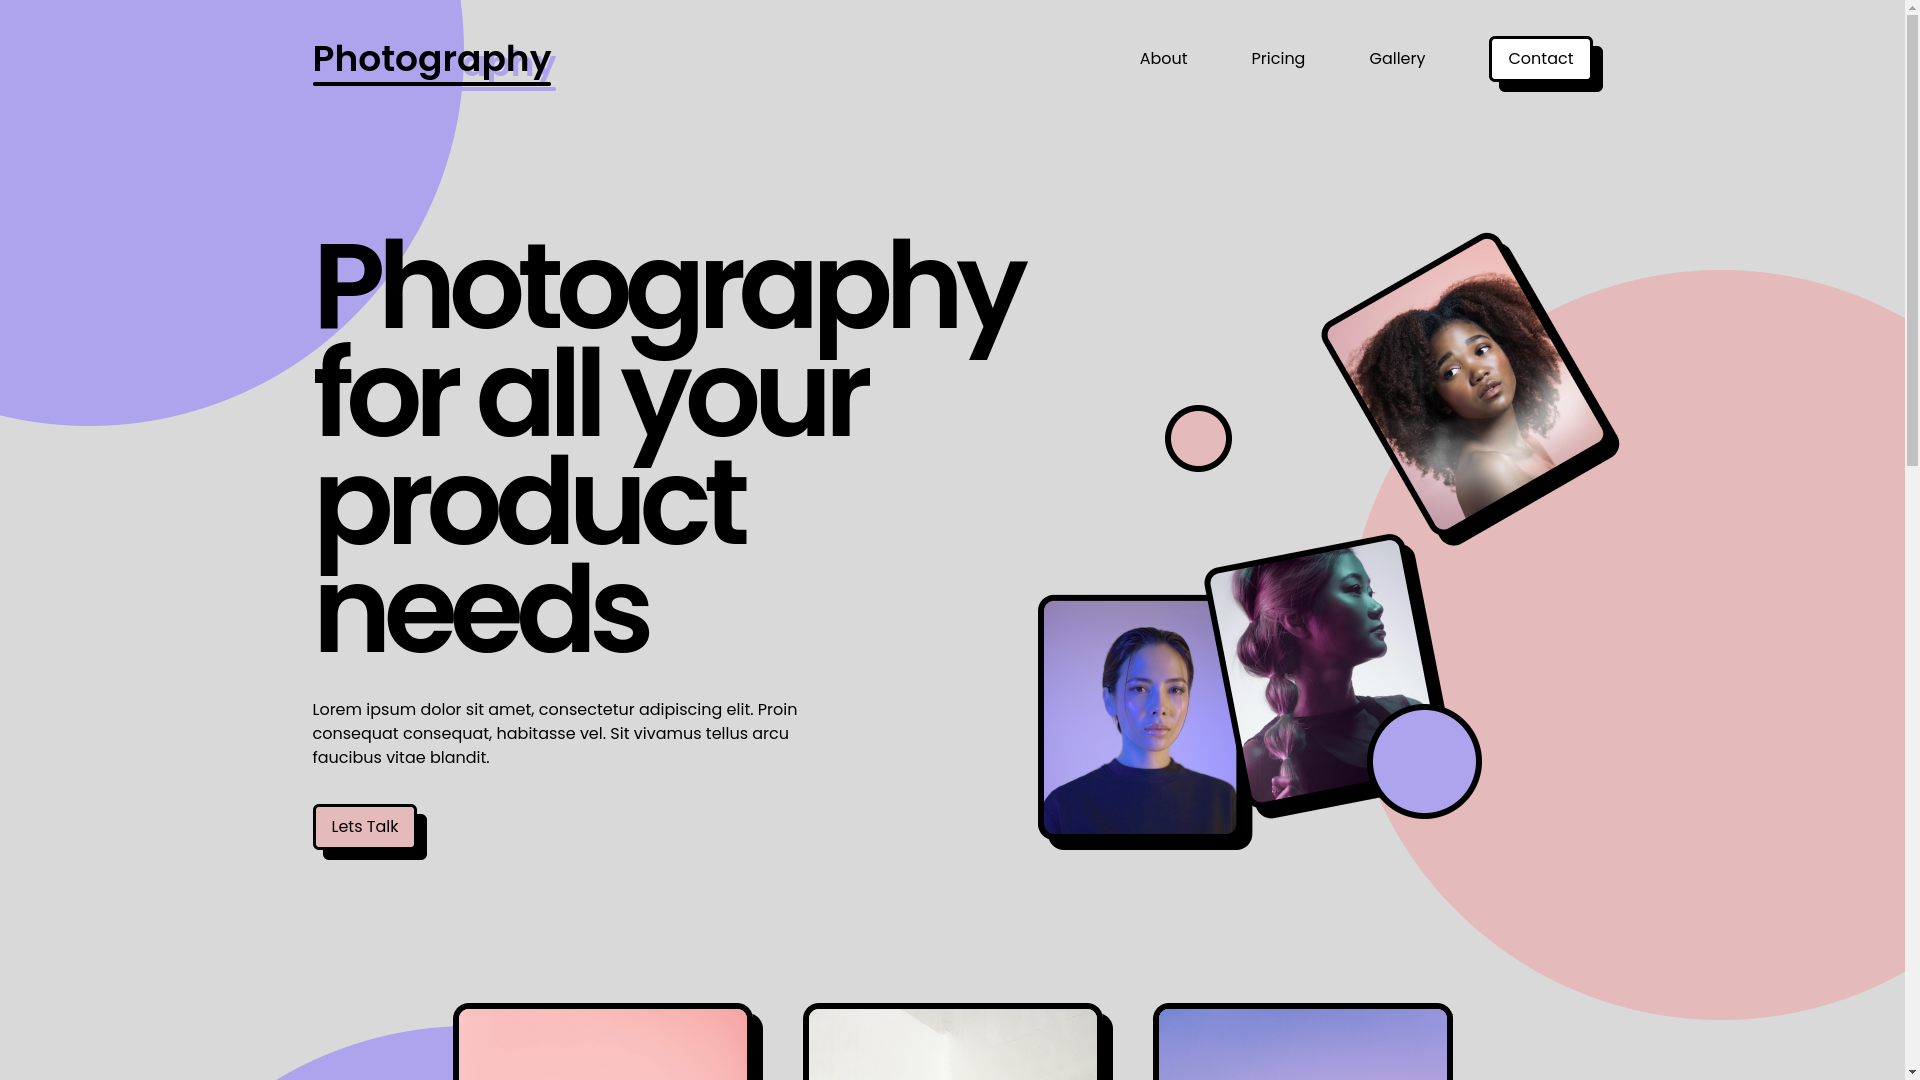 Photography
About
Pricing
Gallery
Contact
Photography
for all your
product
needs
Lorem ipsum dolor sit amet, consectetur adipiscing elit. Proin
consequat consequat, habitasse vel. Sit vivamus tellus arcu
faucibus vitae blandit.
Lets Talk